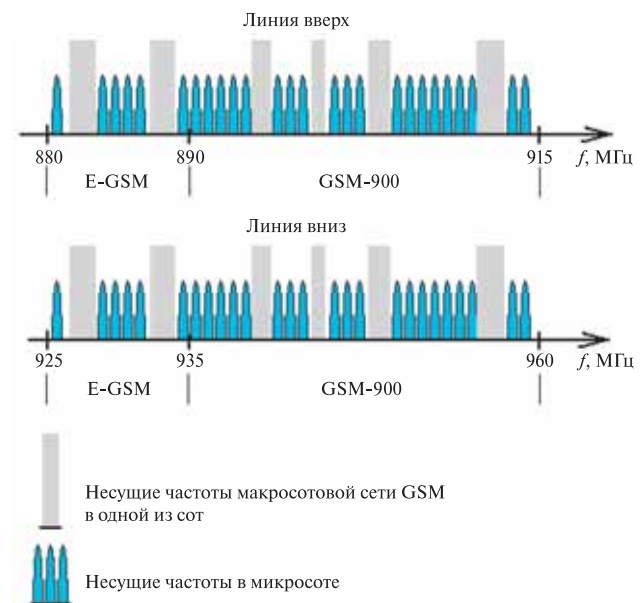 Линия вверх
880 890 915 f, МГц
E-GSM GSM-900
Линия вниз
925 935 960 f, МГц
E-GSM GSM-900
Несущие частоты макросотовой сети GSM
в одной из сот
Несущие частоты в микросоте